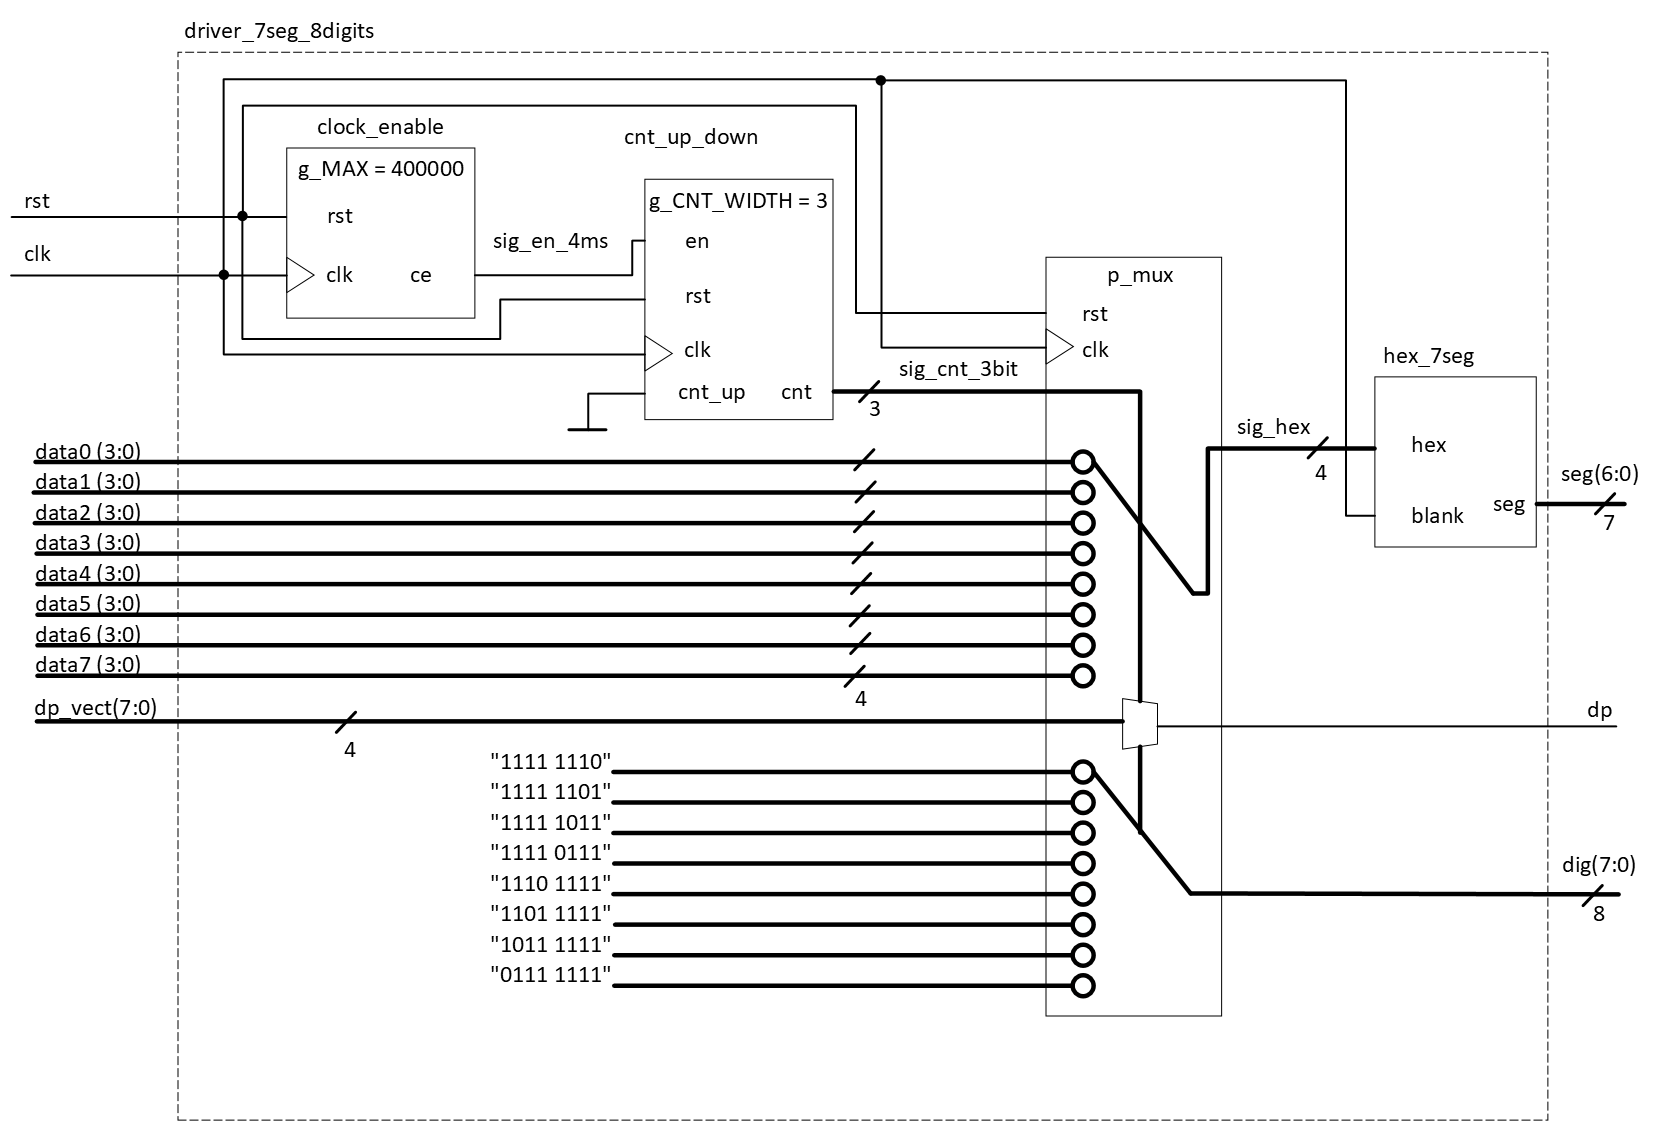 driver_7seg_8digits
clock_enable
cnt_up_down
g_MAX = 400000
g_CNT_WIDTH = 3
rst
rst
clk
clk
ce
sig_en_4ms
en
rst
clk
cnt_up
cnt
p_mux
rst
clk
sig_cnt_3bit
3
hex_7seg
sig_hex
4
hex
blank
seg
seg(6:0)
7
data0 (3:0)
data1 (3:0)
data2 (3:0)
data3 (3:0)
data4 (3:0)
data5 (3:0)
data6 (3:0)
data7 (3:0)
4
dp_vect(7:0)
4
dp
"1111 1110"
"1111 1101"
"1111 1011"
"1111 0111"
"1110 1111"
"1101 1111"
"1011 1111"
"0111 1111"
dig(7:0)
8